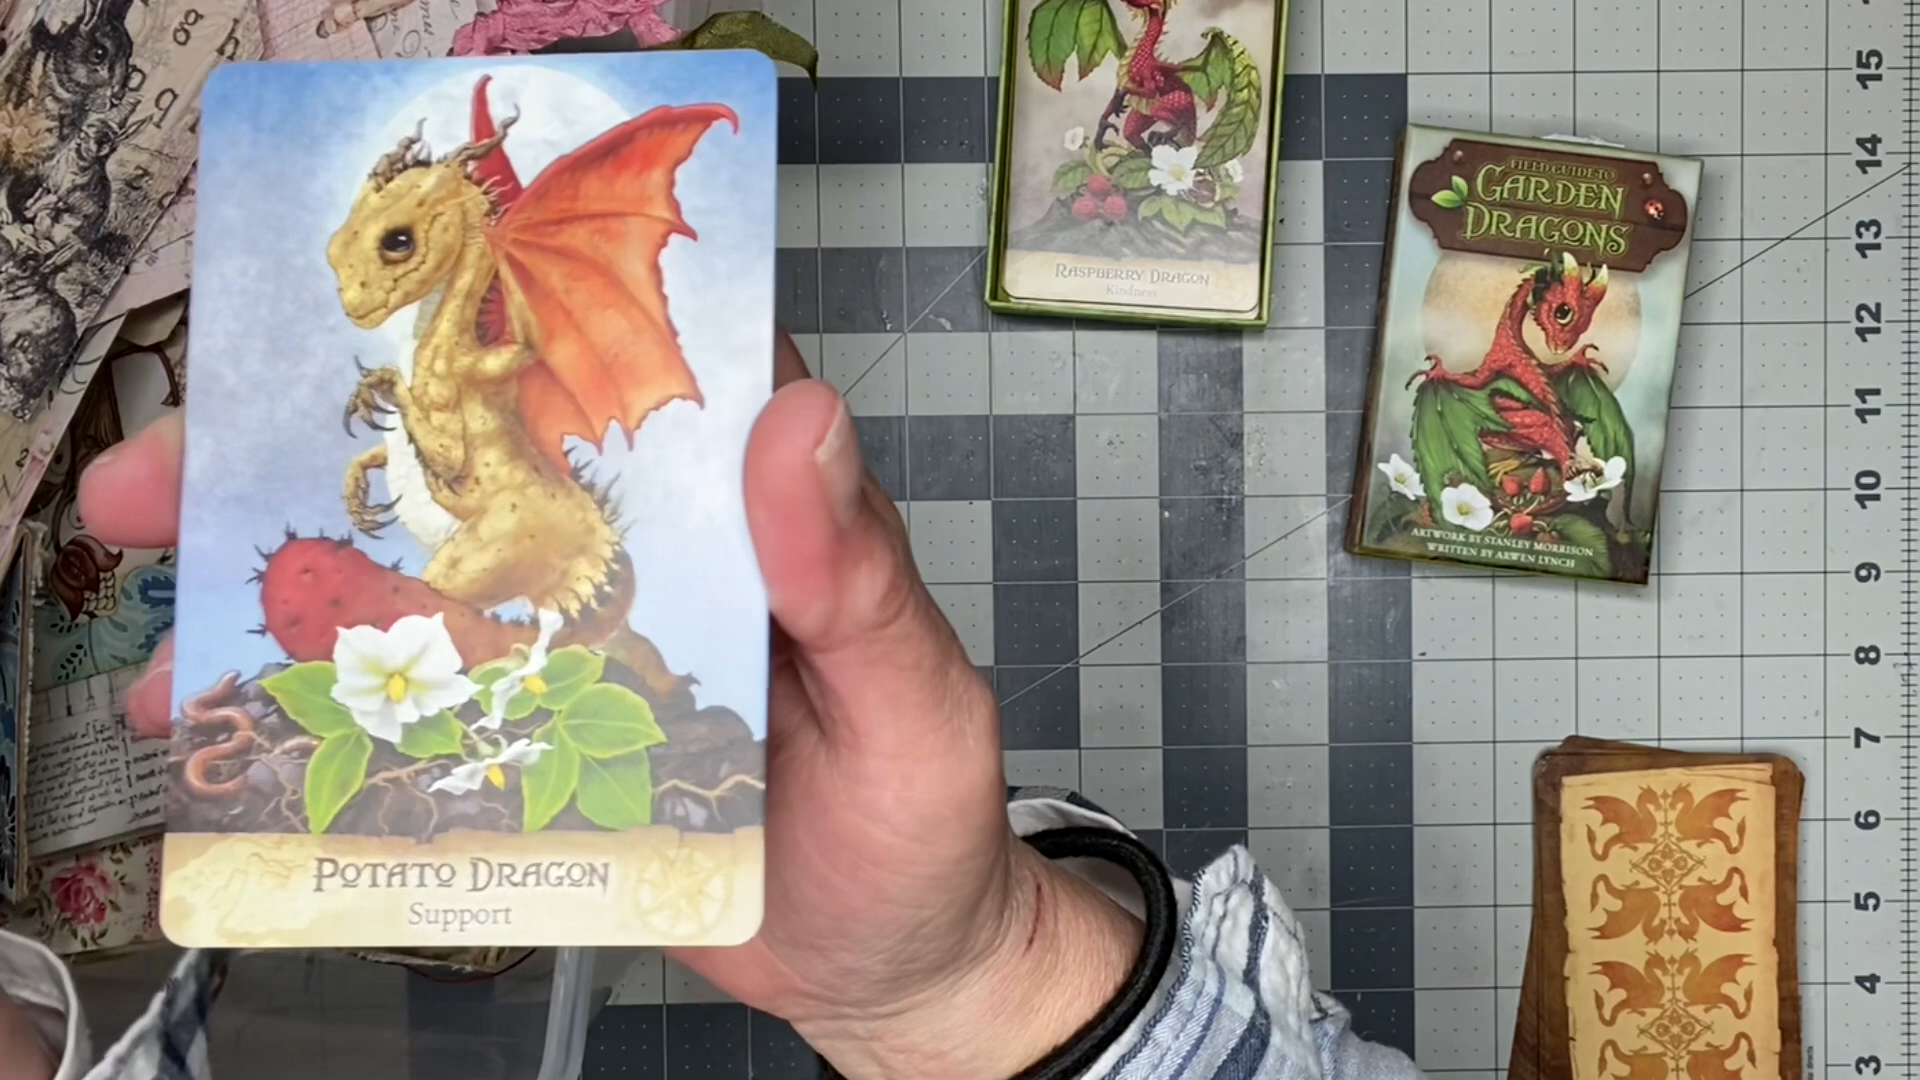 POTATO DRAGON
Support
RASPBERRY DRAGON
Kindness
FIELD GUIDE TO
GARDEN
DRAGONS
ARTWORK BY STANLEY MORRISON
WRITTEN BY ARWEN LYNCH
15
14
13
12
11
10
9
8
7
6
5
4
3